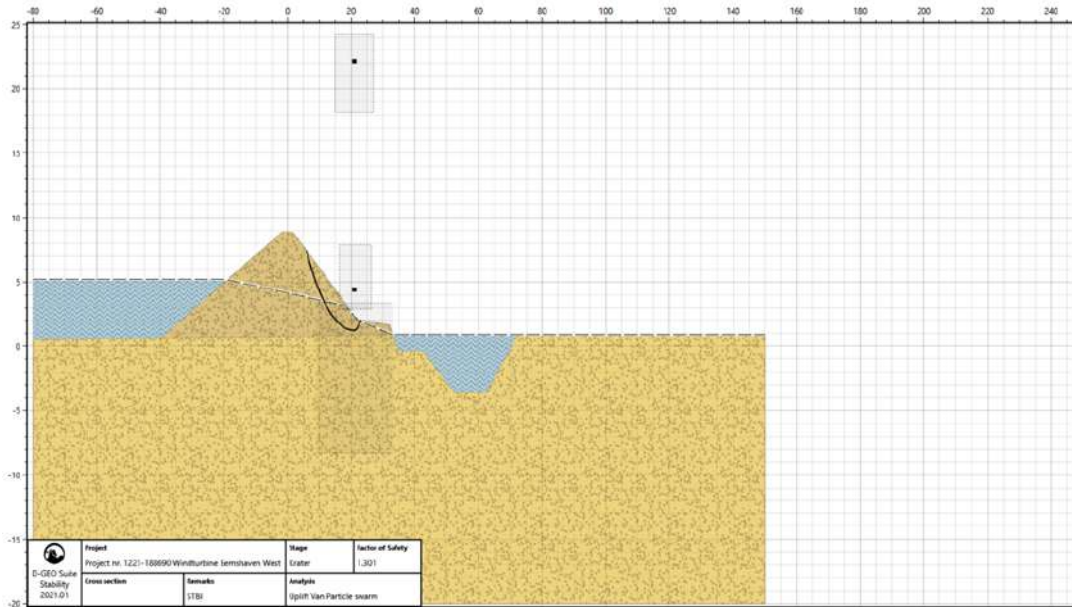 -80 -60 -40 -20 0 20 40 60 80 100 120 140 160 180 200 220 240
25
20
15
10
5
0
-5
-10
-15
-20
D-GEO Suite
Stability
2021.01
Project
Project nr. 1221-188690 Windturbine Eemshaven West
Stage
Krater
Factor of Safety
1.301
Cross section
Remarks
STBI
Analysis
Uplift Van Particle swarm